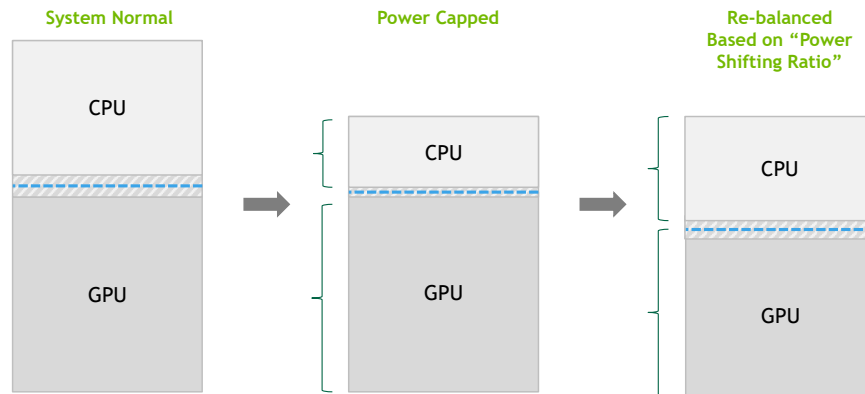 System Normal
Power Capped
Re-balanced
Based on “Power
Shifting Ratio”
CPU
CPU
CPU
GPU
GPU
GPU